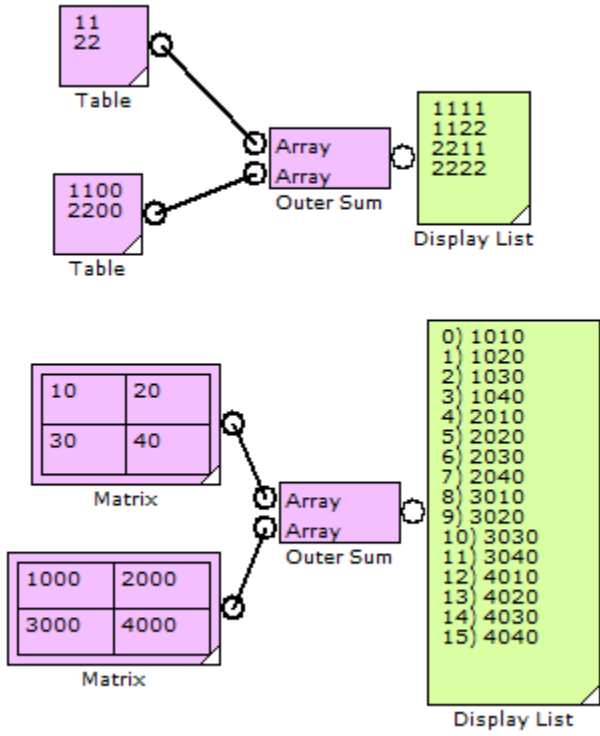 11
22
Table
Array
Array
Outer Sum
1111
1122
2211
2222
Display List
1100
2200
Table
10 20
30 40
Matrix
Array
Array
Outer Sum
1000 2000
3000 4000
Matrix
0) 1010
1) 1020
2) 1030
3) 1040
4) 2010
5) 2020
6) 2030
7) 2040
8) 3010
9) 3020
10) 3030
11) 3040
12) 4010
13) 4020
14) 4030
15) 4040
Display List